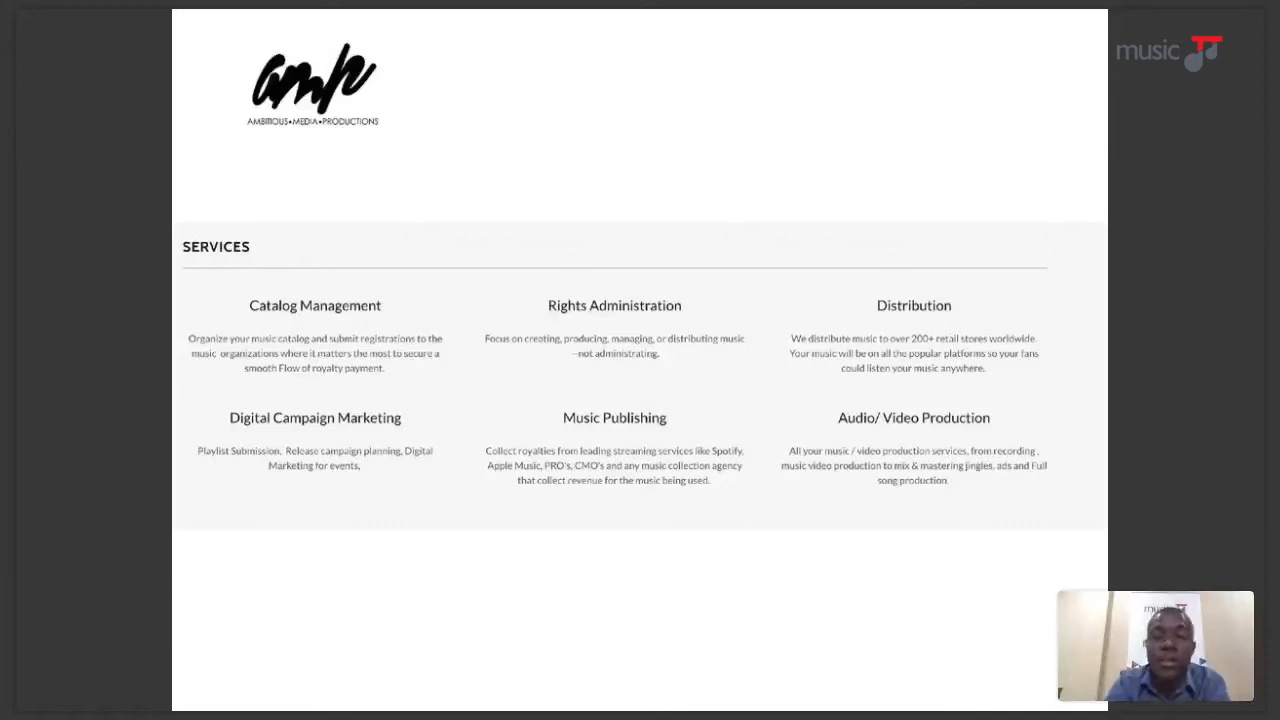 music TT
amp
AMBITIOUS•MEDIA•PRODUCTIONS
SERVICES
Catalog Management
Organize your music catalog and submit registrations to the
music organizations where it matters the most to secure a
smooth Flow of royalty payment.
Rights Administration
Focus on creating, producing, managing, or distributing music
—not administrating.
Distribution
We distribute music to over 200+ retail stores worldwide.
Your music will be on all the popular platforms so your fans
could listen your music anywhere.
Digital Campaign Marketing
Playlist Submission, Release campaign planning, Digital
Marketing for events,
Music Publishing
Collect royalties from leading streaming services like Spotify,
Apple Music, PRO's, CMO's and any music collection agency
that collect revenue for the music being used.
Audio/ Video Production
All your music / video production services, from recording ,
music video production to mix & mastering jingles, ads and Full
song production.
music TT